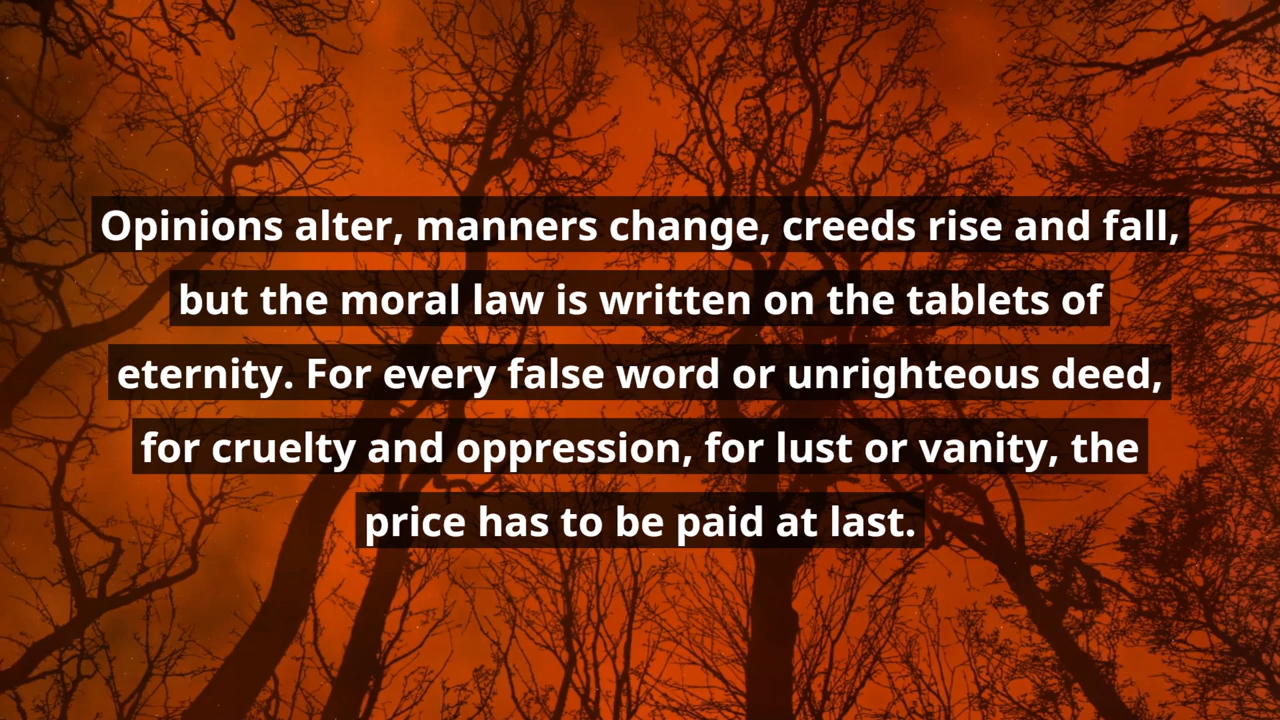 Opinions alter, manners change, creeds rise and fall,
but the moral law is written on the tablets of
eternity. For every false word or unrighteous deed,
for cruelty and oppression, for lust or vanity, the
price has to be paid at last.